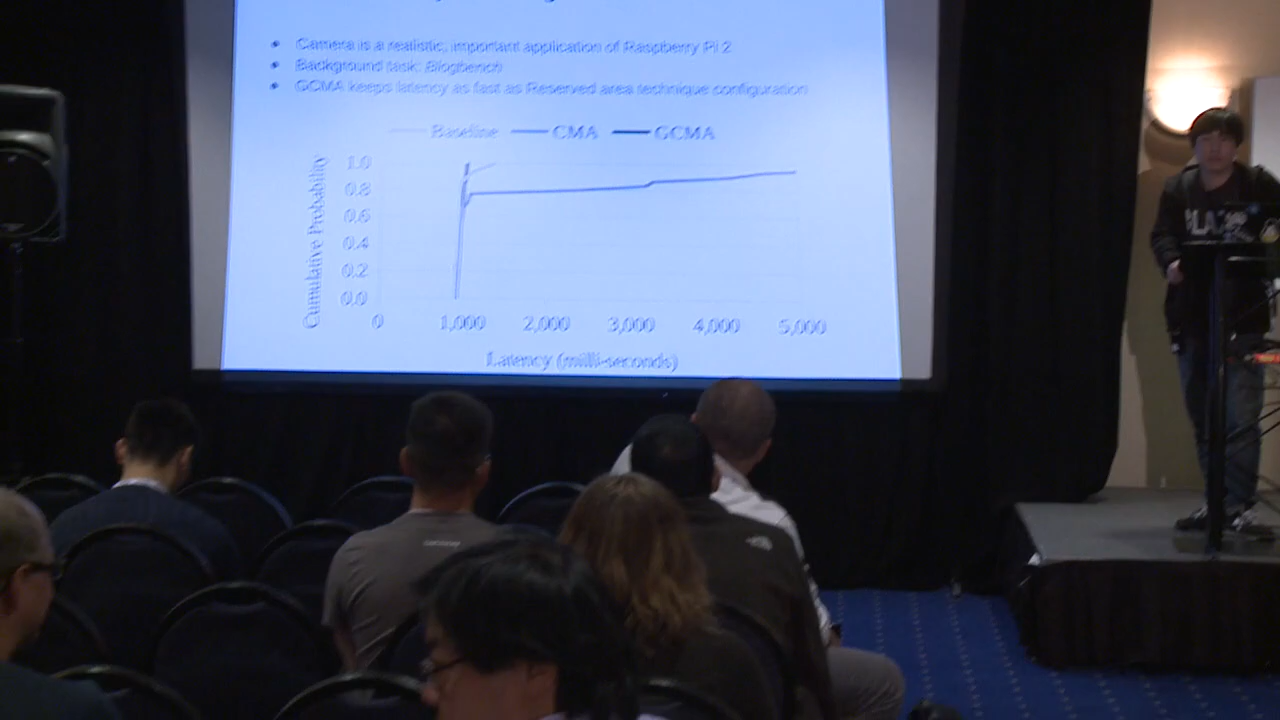 • Camera is a realistic, important application of Raspberry Pi 2
• Background task: Blogbench
• GCMA keeps latency as fast as Reserved area technique configuration
Baseline CMA GCMA
Cumulative Probability
1.0
0.8
0.6
0.4
0.2
0.0
0 1,000 2,000 3,000 4,000 5,000
Latency (milli-seconds)